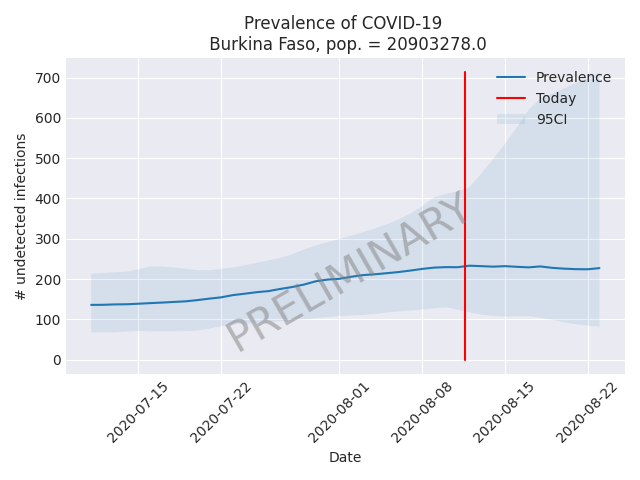 Prevalence of COVID-19
Burkina Faso, pop. = 20903278.0
# undetected infections
700
600
500
400
300
200
100
0
Prevalence
Today
95CI
PRELIMINARY
2020-07-15
2020-07-22
2020-08-01
2020-08-08
2020-08-15
2020-08-22
Date